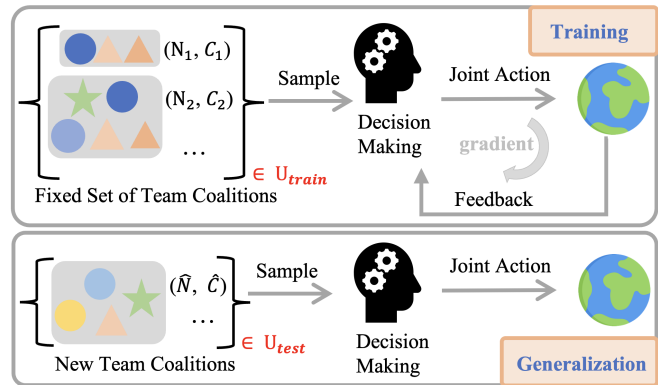 Training
(N₁, C₁)
(N₂, C₂)
...
∈ U_train
Fixed Set of Team Coalitions
Sample
Decision
Making
Joint Action
gradient
Feedback
(N̂, Ĉ)
...
∈ U_test
New Team Coalitions
Sample
Decision
Making
Joint Action
Generalization